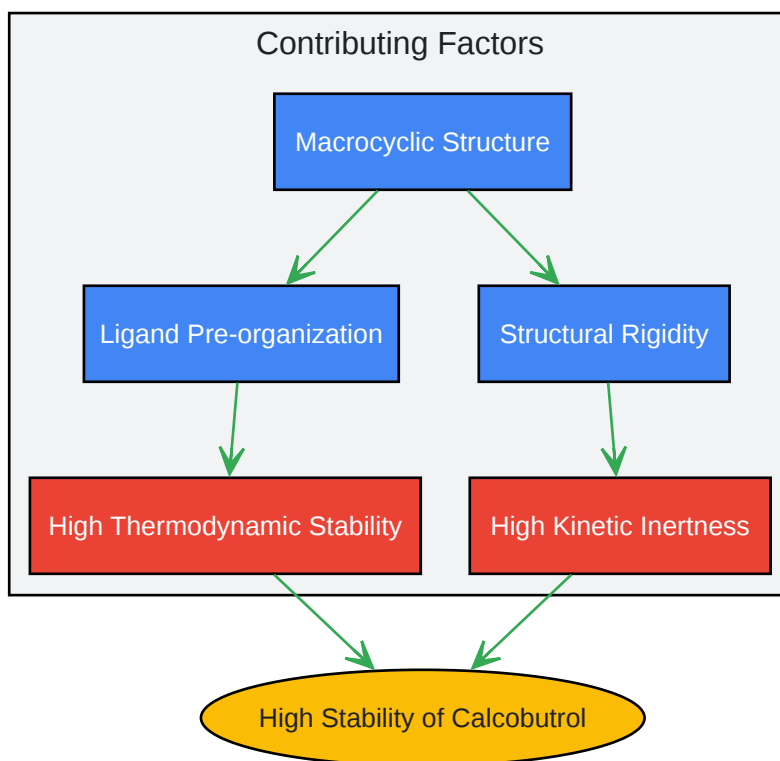 Contributing Factors
Macrocyclic Structure
Ligand Pre-organization
Structural Rigidity
High Thermodynamic Stability
High Kinetic Inertness
High Stability of Calcobutrol